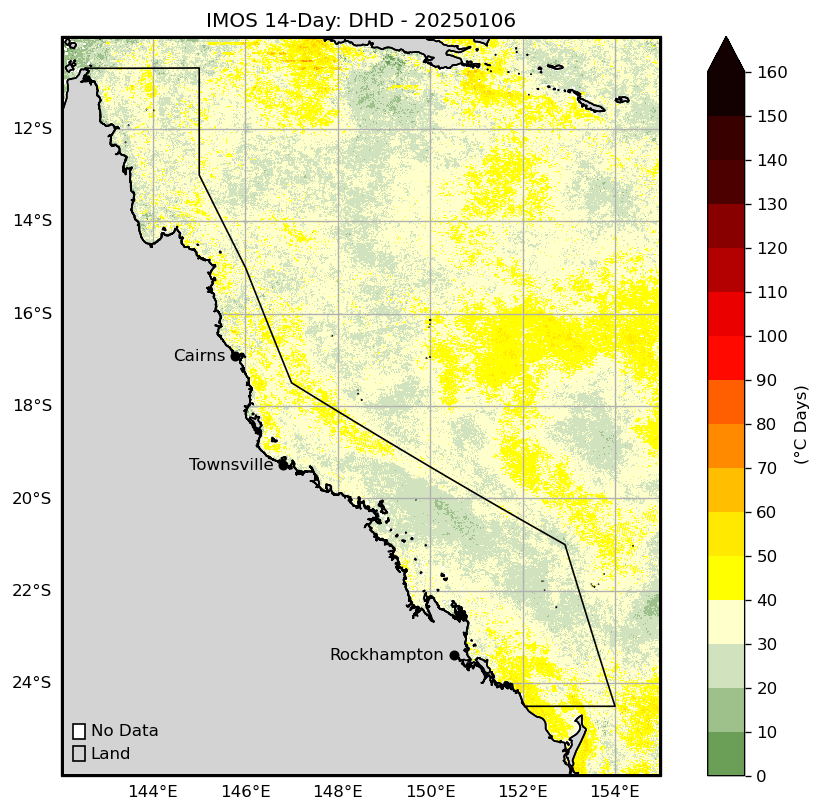 IMOS 14-Day: DHD - 20250106
12°S
14°S
16°S
18°S
20°S
22°S
24°S
Cairns
Townsville
Rockhampton
No Data
Land
144°E 146°E 148°E 150°E 152°E 154°E
160
150
140
130
120
110
100
90
80
70
60
50
40
30
20
10
0
(°C Days)